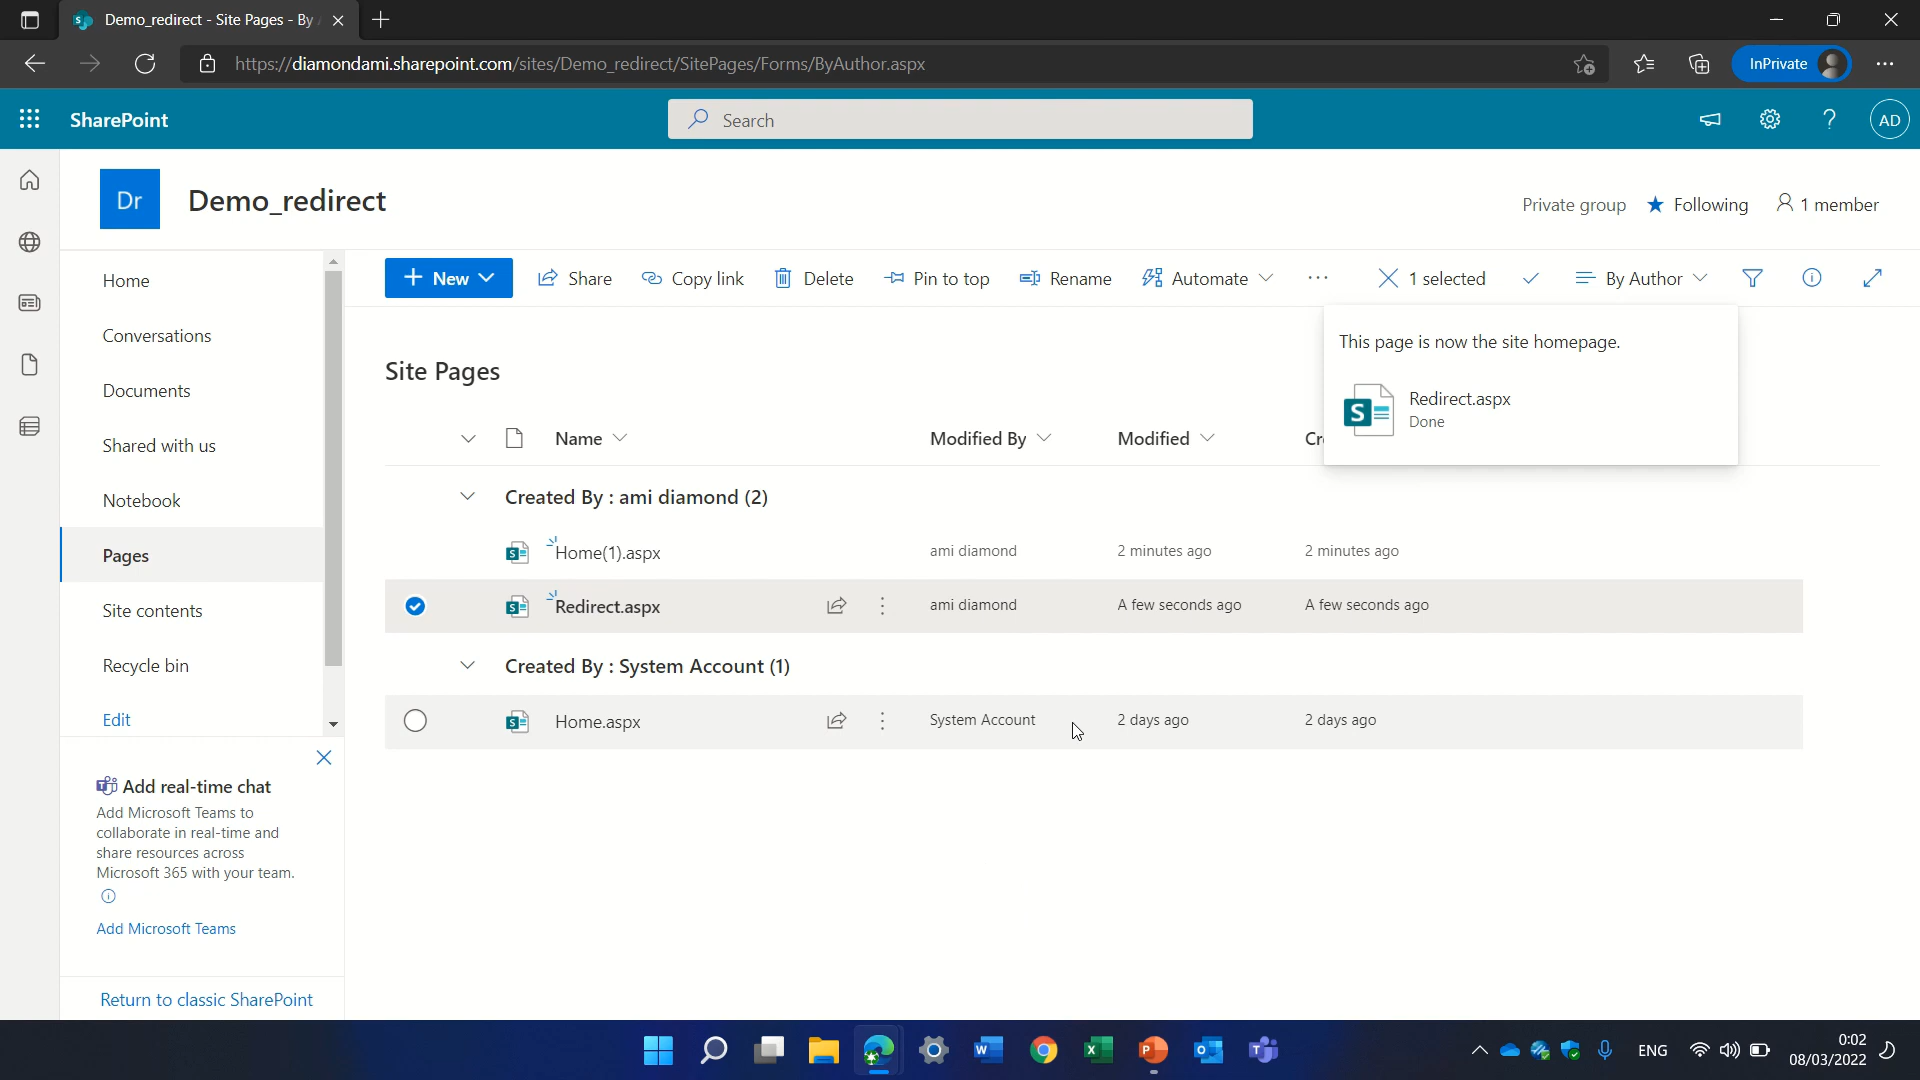 Demo_redirect - Site Pages - By
https://diamondami.sharepoint.com/sites/Demo_redirect/SitePages/Forms/ByAuthor.aspx
InPrivate
SharePoint
Search
AD
Dr
Demo_redirect
Private group
Following
1 member
Home
Conversations
Documents
Shared with us
Notebook
Pages
Site contents
Recycle bin
Edit
Add real-time chat
Add Microsoft Teams to
collaborate in real-time and
share resources across
Microsoft 365 with your team.
Add Microsoft Teams
Return to classic SharePoint
New
Share
Copy link
Delete
Pin to top
Rename
Automate
1 selected
By Author
This page is now the site homepage.
Redirect.aspx
Done
Site Pages
Name
Modified By
Modified
Cr
Created By : ami diamond (2)
Home(1).aspx
ami diamond
2 minutes ago
2 minutes ago
Redirect.aspx
ami diamond
A few seconds ago
A few seconds ago
Created By : System Account (1)
Home.aspx
System Account
2 days ago
2 days ago
ENG
0:02
08/03/2022